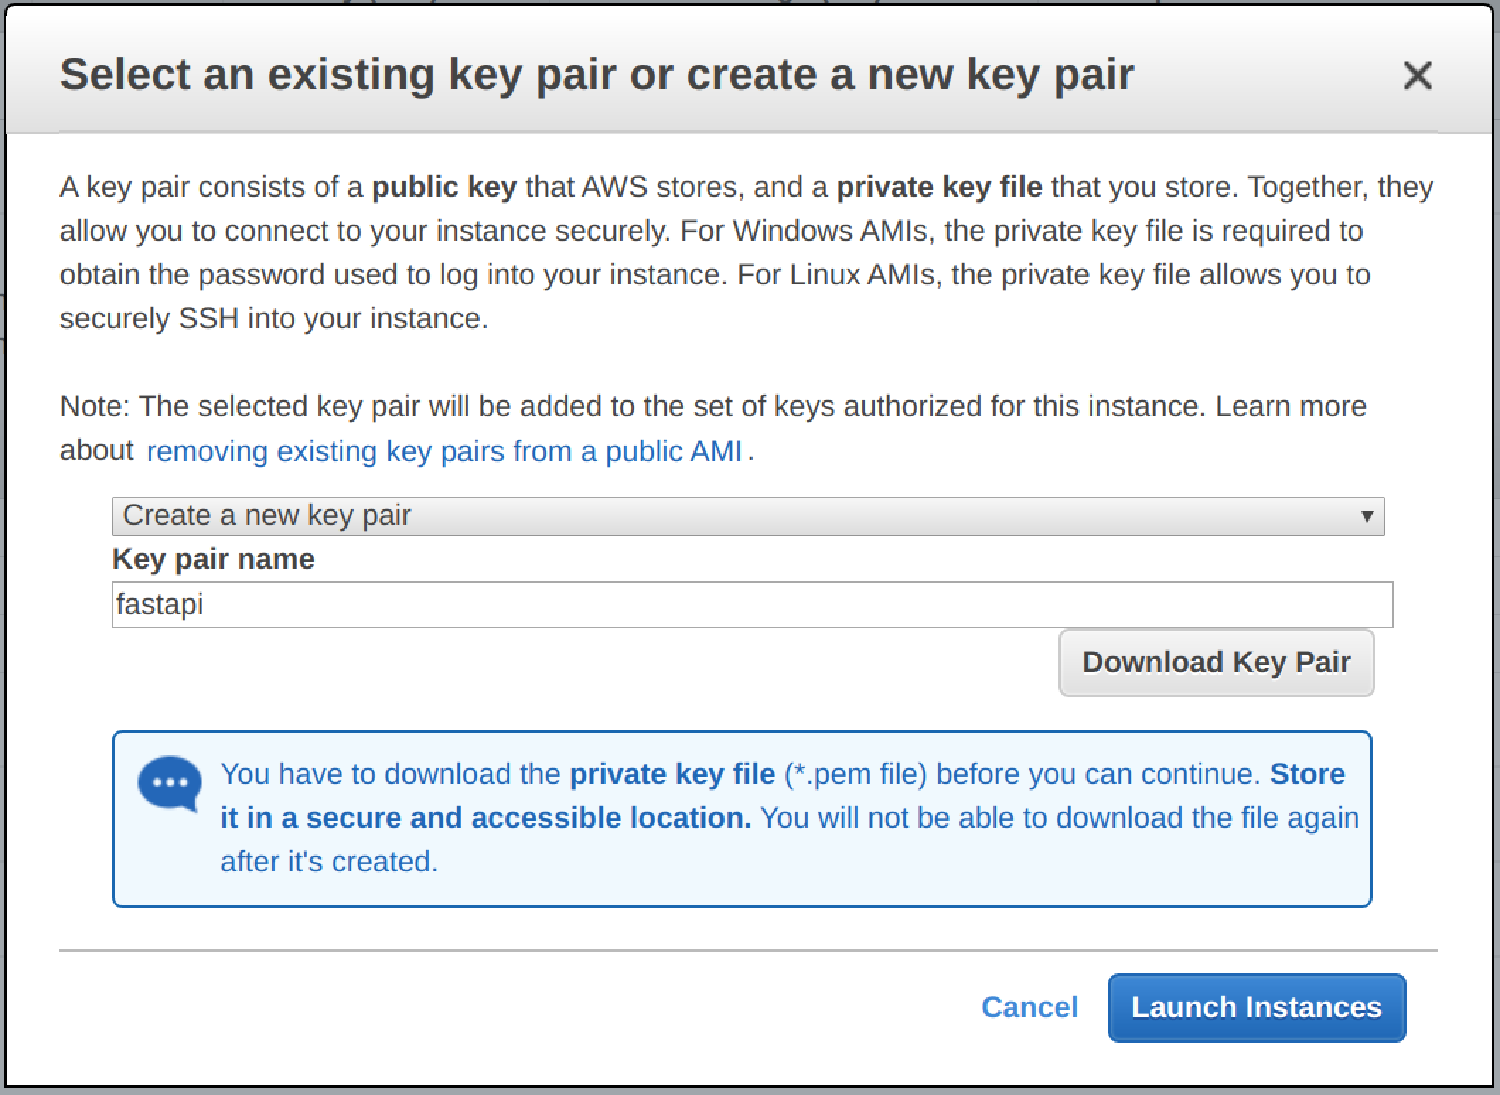 Select an existing key pair or create a new key pair
A key pair consists of a public key that AWS stores, and a private key file that you store. Together, they
allow you to connect to your instance securely. For Windows AMIs, the private key file is required to
obtain the password used to log into your instance. For Linux AMIs, the private key file allows you to
securely SSH into your instance.
Note: The selected key pair will be added to the set of keys authorized for this instance. Learn more
about removing existing key pairs from a public AMI.
Create a new key pair
Key pair name
fastapi
Download Key Pair
You have to download the private key file (*.pem file) before you can continue. Store
it in a secure and accessible location. You will not be able to download the file again
after it's created.
Cancel Launch Instances